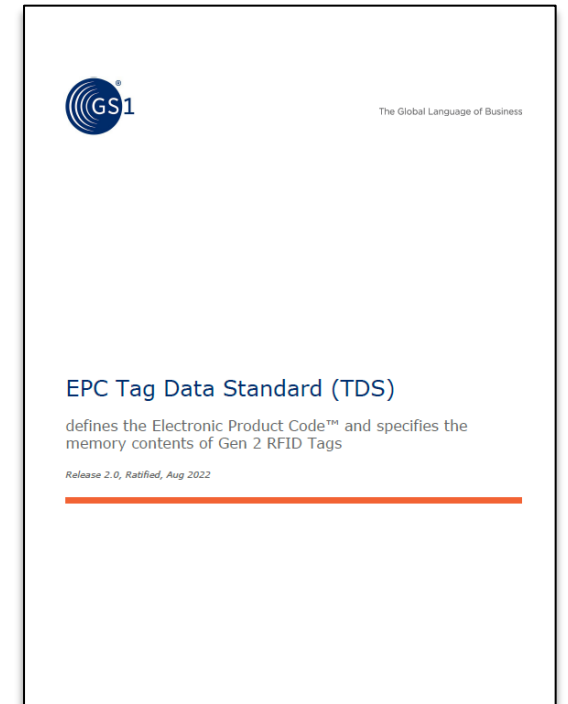 GS1
®
The Global Language of Business
EPC Tag Data Standard (TDS)
defines the Electronic Product Code™ and specifies the
memory contents of Gen 2 RFID Tags
Release 2.0, Ratified, Aug 2022